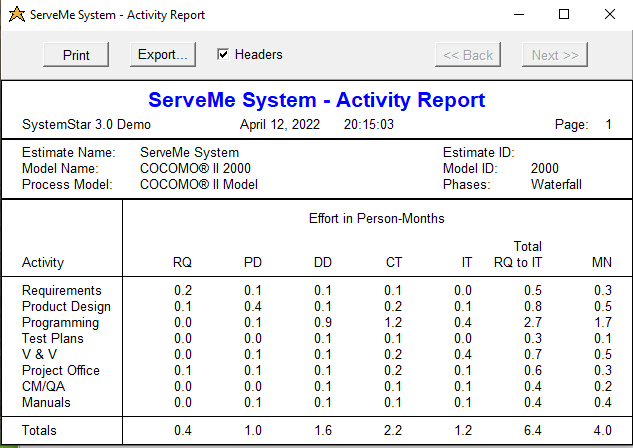 ServeMe System - Activity Report
Print Export... Headers << Back Next >>
ServeMe System - Activity Report
SystemStar 3.0 Demo April 12, 2022 20:15:03 Page: 1
Estimate Name: ServeMe System Estimate ID:
Model Name: COCOMO® II 2000 Model ID: 2000
Process Model: COCOMO® II Model Phases: Waterfall
Effort in Person-Months
Total
Activity RQ PD DD CT IT RQ to IT MN
Requirements 0.2 0.1 0.1 0.1 0.0 0.5 0.3
Product Design 0.1 0.4 0.1 0.2 0.1 0.8 0.5
Programming 0.0 0.1 0.9 1.2 0.4 2.7 1.7
Test Plans 0.0 0.0 0.1 0.1 0.0 0.3 0.1
V & V 0.0 0.1 0.1 0.2 0.4 0.7 0.5
Project Office 0.1 0.1 0.1 0.2 0.1 0.6 0.3
CM/QA 0.0 0.0 0.1 0.1 0.1 0.4 0.2
Manuals 0.0 0.1 0.1 0.1 0.1 0.4 0.4
Totals 0.4 1.0 1.6 2.2 1.2 6.4 4.0